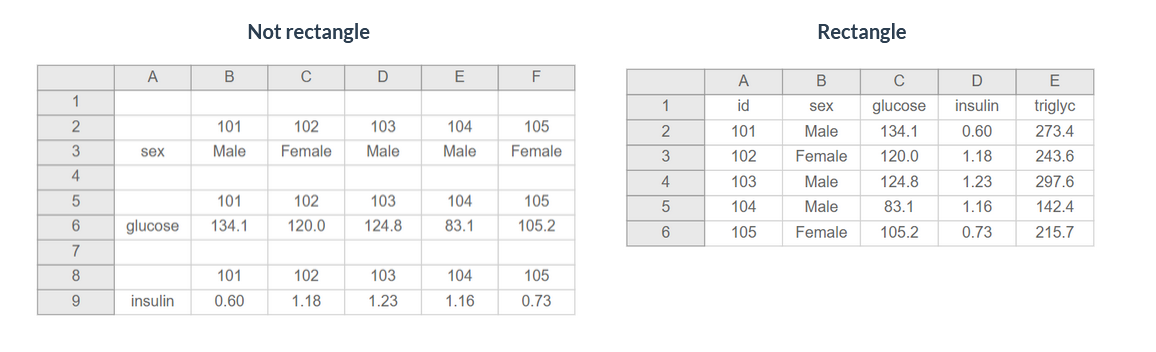 Not rectangle
A B C D E F
1
2 101 102 103 104 105
3 sex Male Female Male Male Female
4
5 101 102 103 104 105
6 glucose 134.1 120.0 124.8 83.1 105.2
7
8 101 102 103 104 105
9 insulin 0.60 1.18 1.23 1.16 0.73
Rectangle
A B C D E
1 id sex glucose insulin triglyc
2 101 Male 134.1 0.60 273.4
3 102 Female 120.0 1.18 243.6
4 103 Male 124.8 1.23 297.6
5 104 Male 83.1 1.16 142.4
6 105 Female 105.2 0.73 215.7